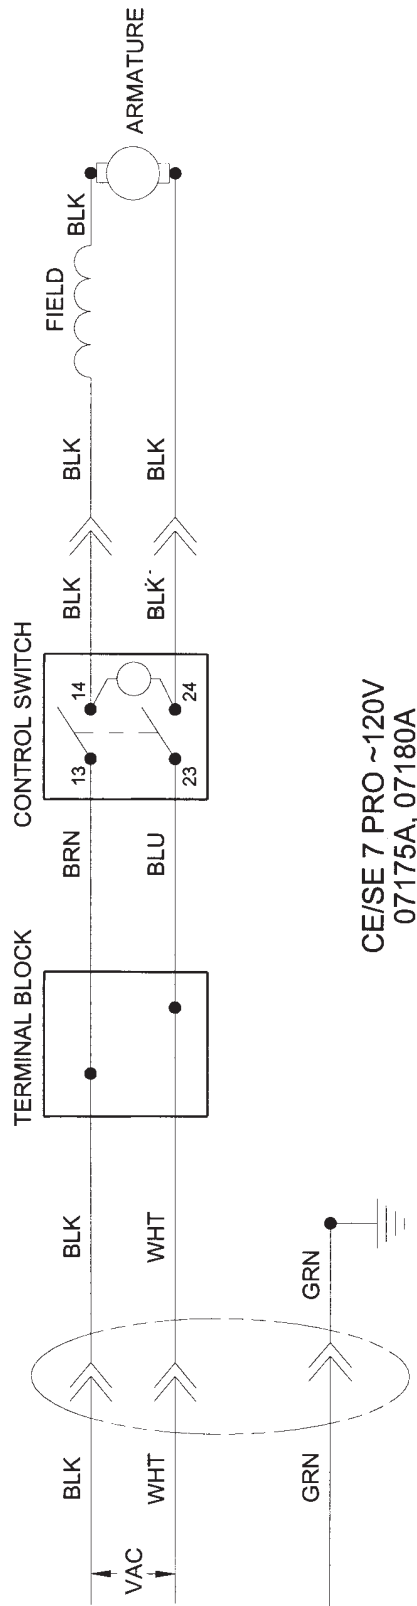 ARMATURE
FIELD
BLK
BLK
BLK
BLK
BLK
CONTROL SWITCH
14
24
13
23
BRN
BLU
TERMINAL BLOCK
BLK
WHT
GRN
BLK
WHT
GRN
VAC
CE/SE 7 PRO ~120V
07175A, 07180A